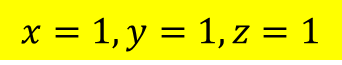 x = 1, y = 1, z = 1